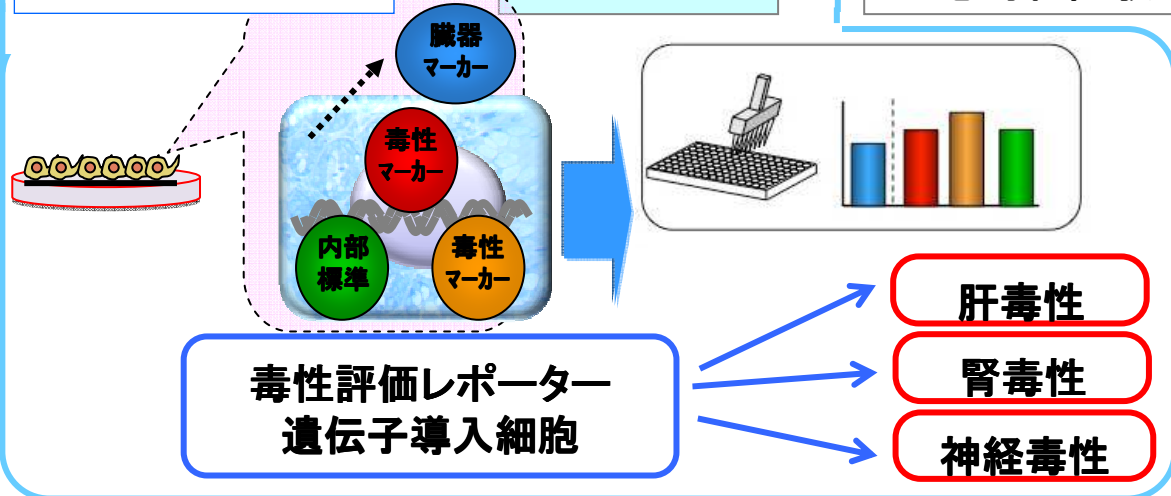 臓器
マーカー
毒性
マーカー
内部
標準
毒性
マーカー
毒性評価レポーター
遺伝子導入細胞
肝毒性
腎毒性
神経毒性